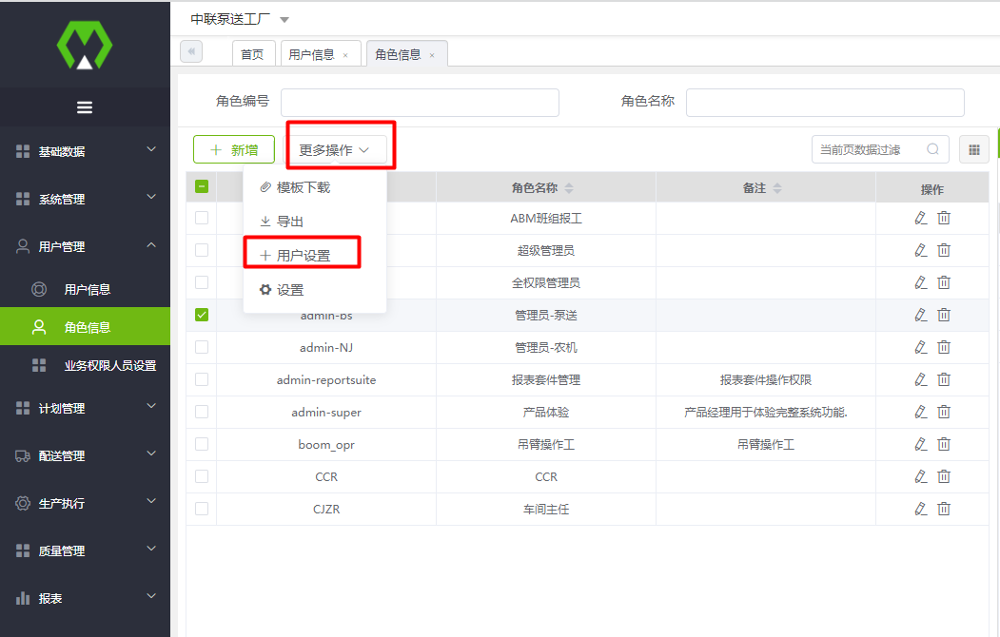 中联泵送工厂
首页
用户信息 ×
角色信息 ×
角色编号
角色名称
新增
更多操作
当前页数据过滤
模板下载
导出
用户设置
设置
角色名称
备注
操作
ABM班组报工
超级管理员
全权限管理员
admin-bs 管理员-泵送
admin-NJ 管理员-农机
admin-reportsuite 报表套件管理 报表套件操作权限
admin-super 产品体验 产品经理用于体验完整系统功能.
boom_opr 吊臂操作工 吊臂操作工
CCR CCR
CJZR 车间主任
基础数据
系统管理
用户管理
用户信息
角色信息
业务权限人员设置
计划管理
配送管理
生产执行
质量管理
报表